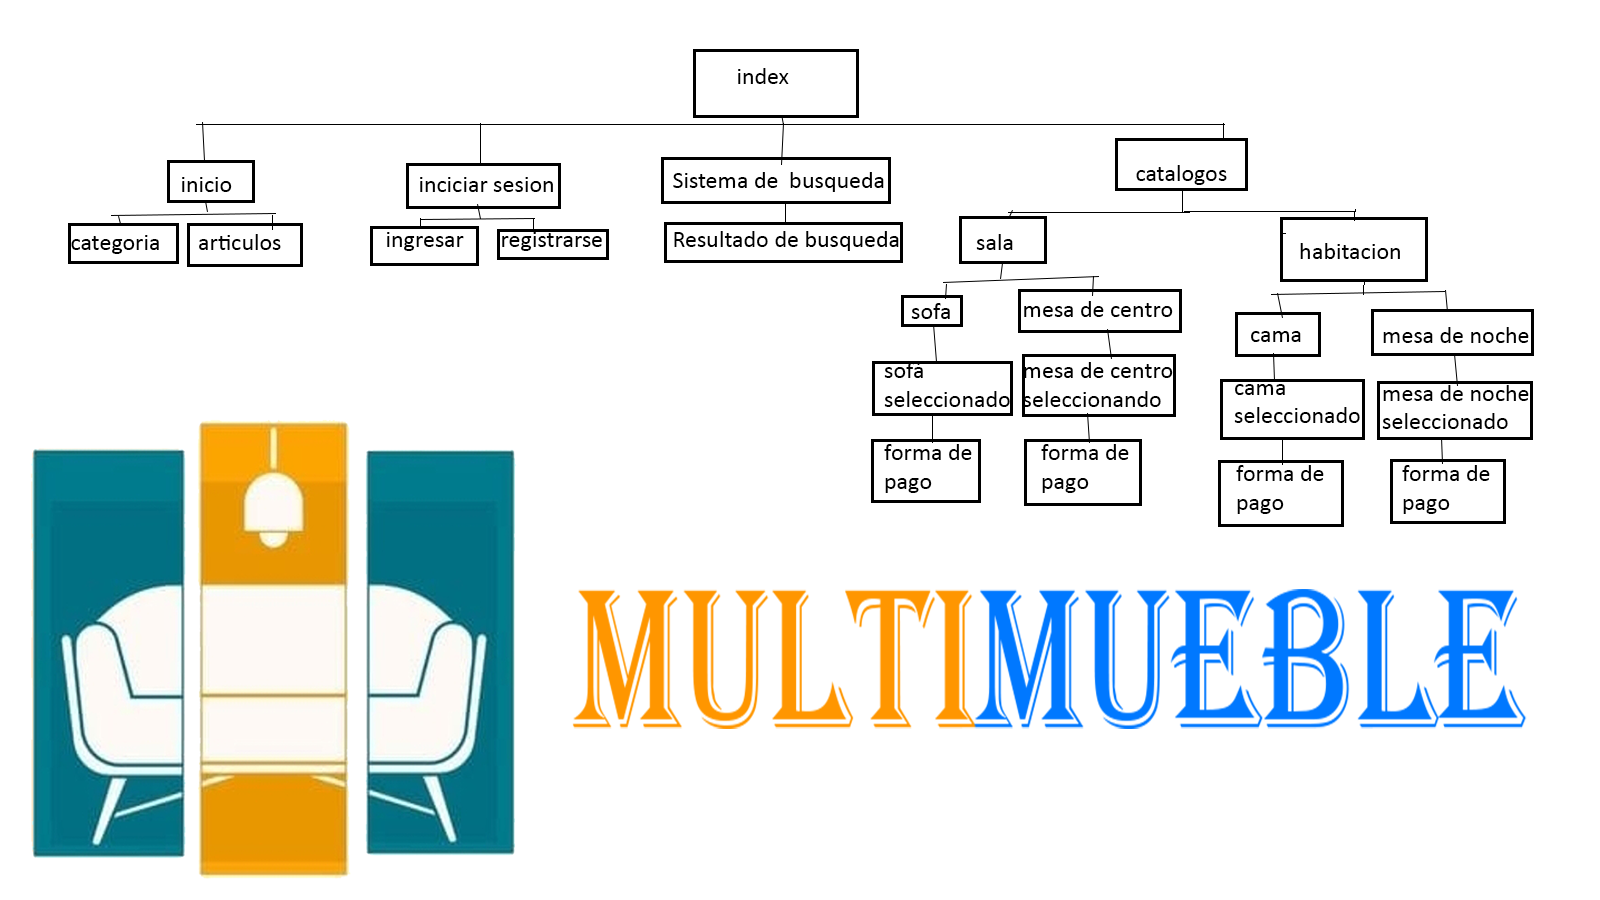 index
inicio
inciciar sesion
Sistema de  busqueda
catalogos
categoria
articulos
ingresar
registrarse
Resultado de busqueda
sala
habitacion
sofa
mesa de centro
cama
mesa de noche
sofa
seleccionado
mesa de centro
seleccionando
cama
seleccionado
mesa de noche
seleccionado
forma de
pago
forma de
pago
forma de
pago
forma de
pago
MULTIMUEBLE